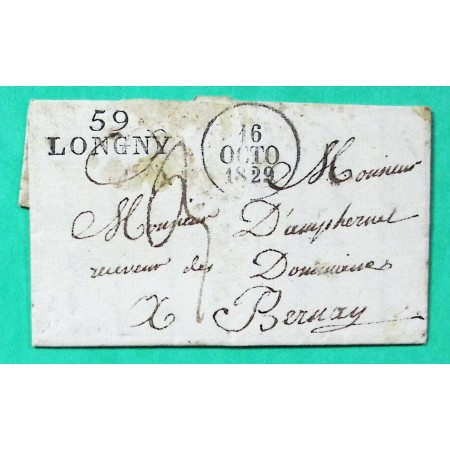 59
LONGNY
16
OCTO
1829
Monsieur
Monsieur D'amphernet
receveur des Domaines
A Bernay